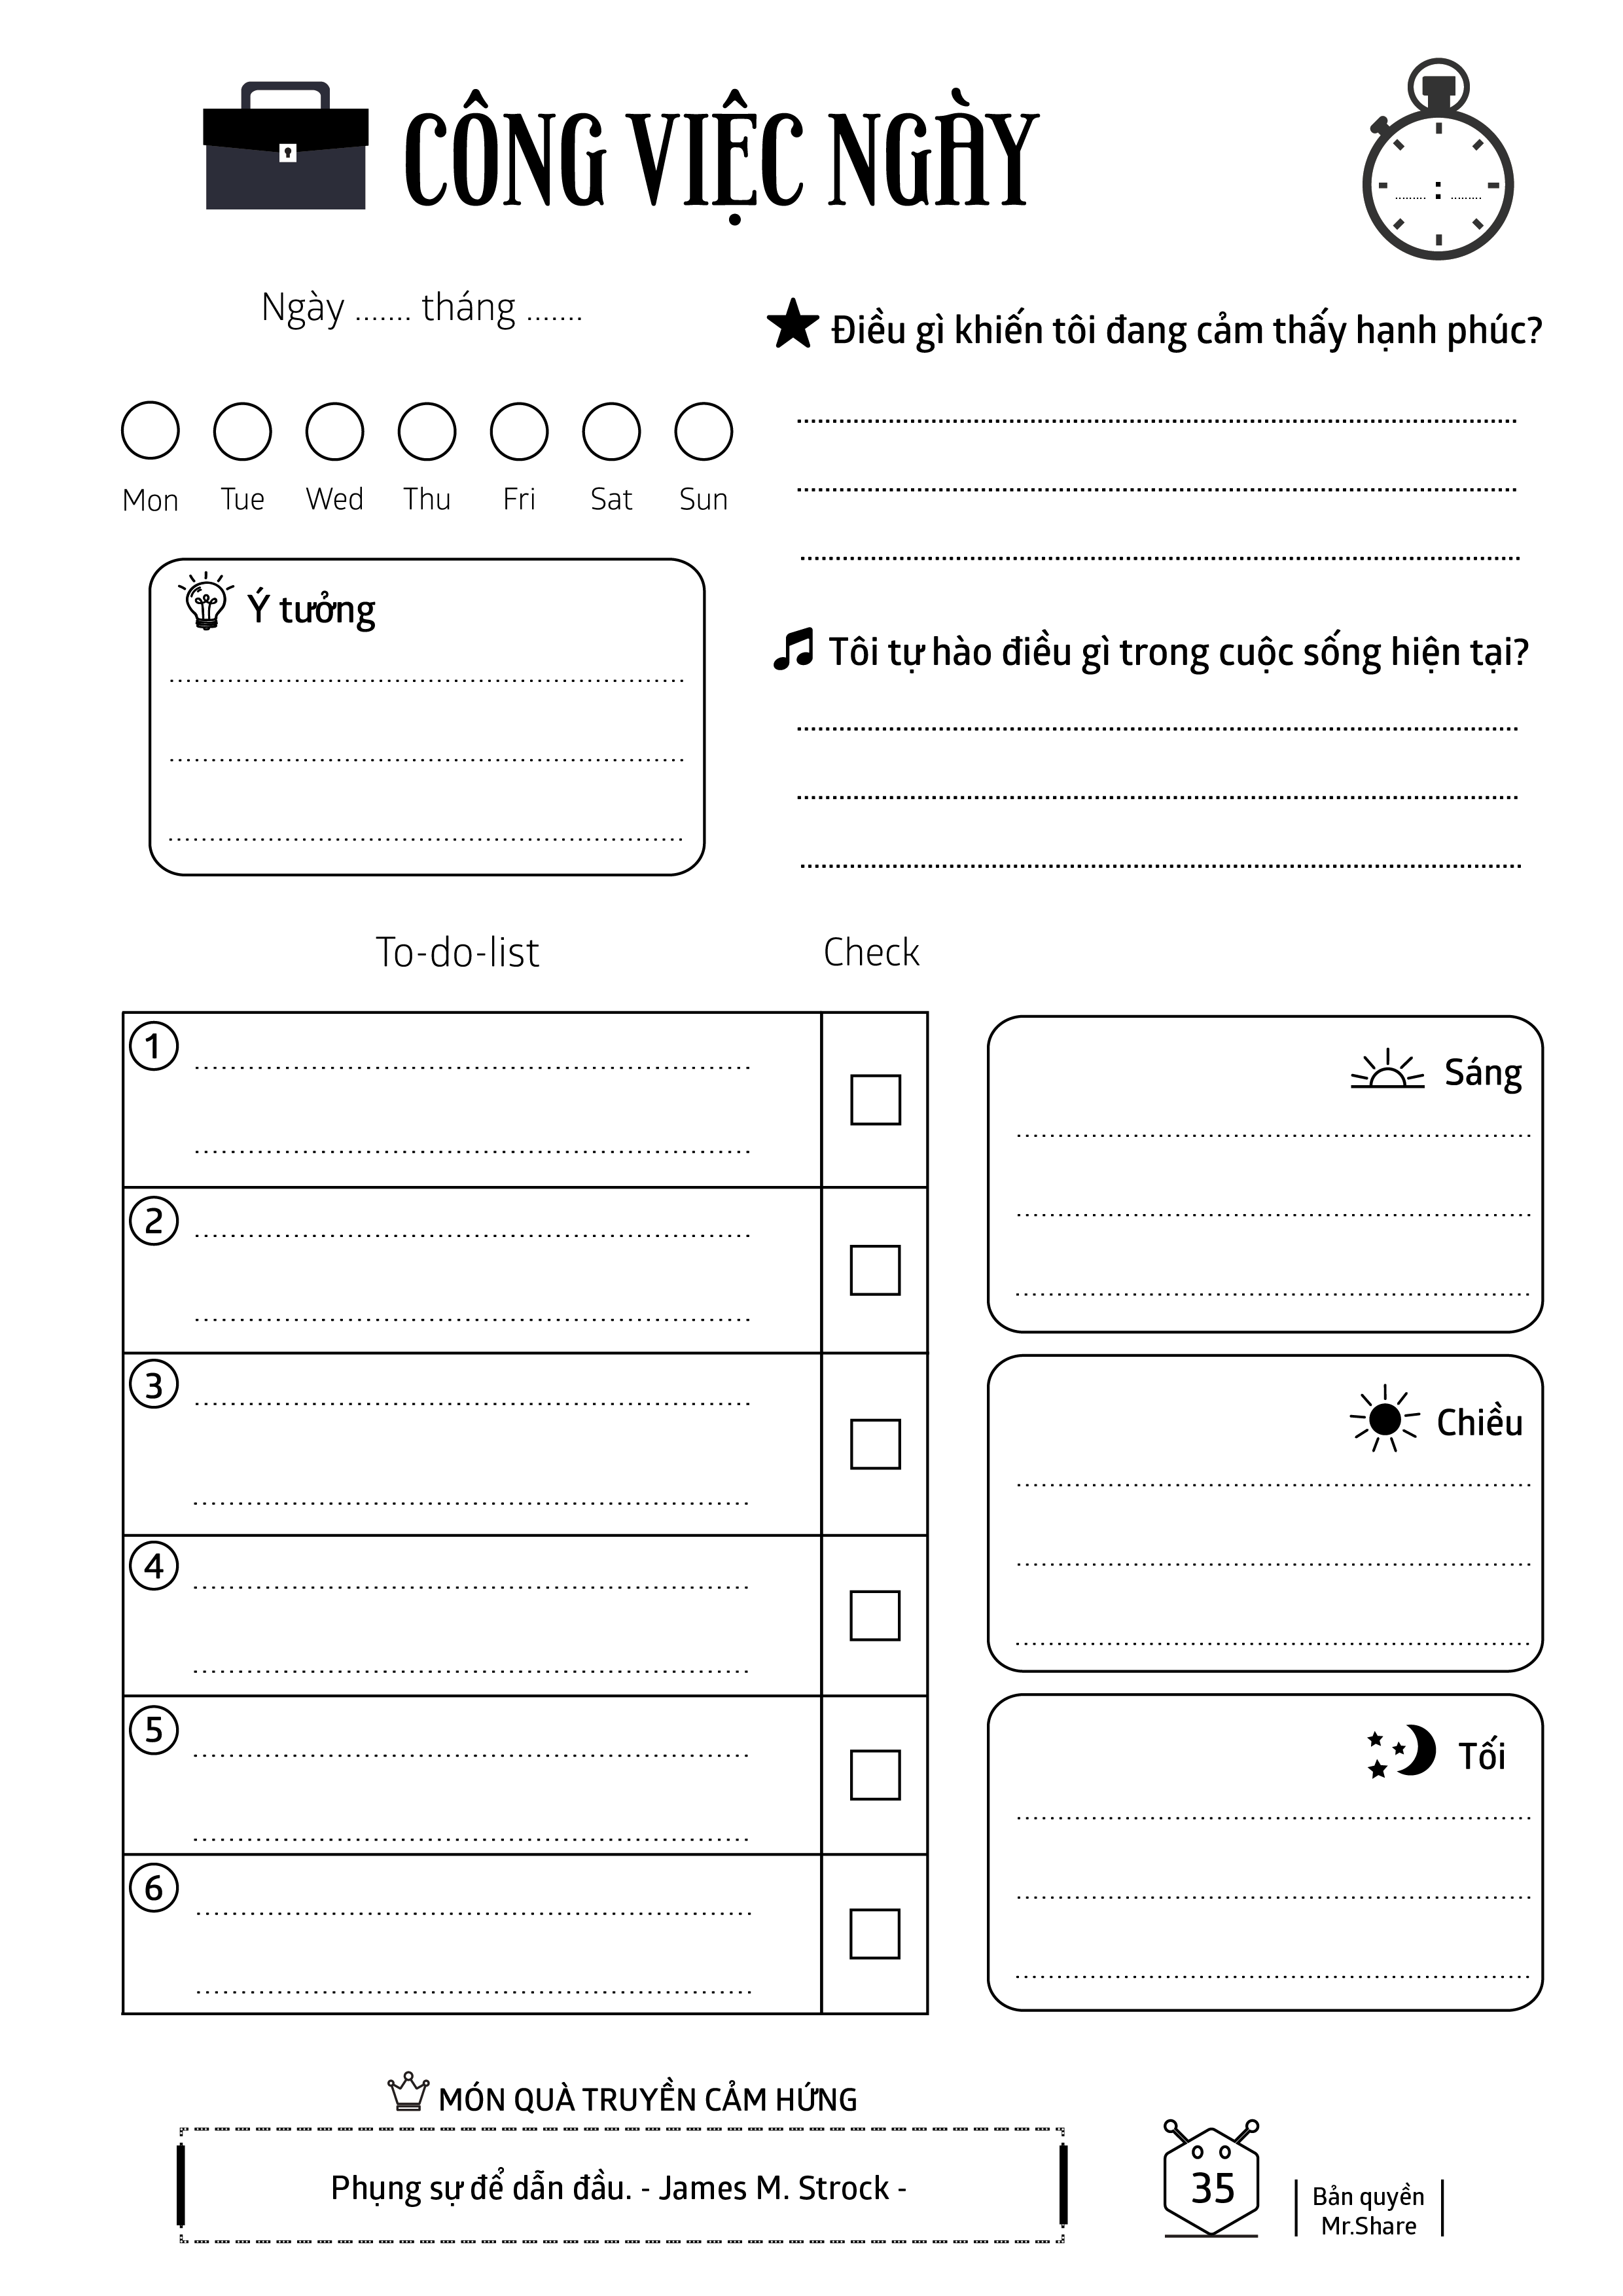 CÔNG VIỆC NGÀY
......... : .........
Ngày ....... tháng .......
Mon Tue Wed Thu Fri Sat Sun
Ý tưởng
Điều gì khiến tôi đang cảm thấy hạnh phúc?
Tôi tự hào điều gì trong cuộc sống hiện tại?
To-do-list Check
1
2
3
4
5
6
Sáng
Chiều
Tối
MÓN QUÀ TRUYỀN CẢM HỨNG
Phụng sự để dẫn đầu. - James M. Strock -
35
Bản quyền
Mr.Share